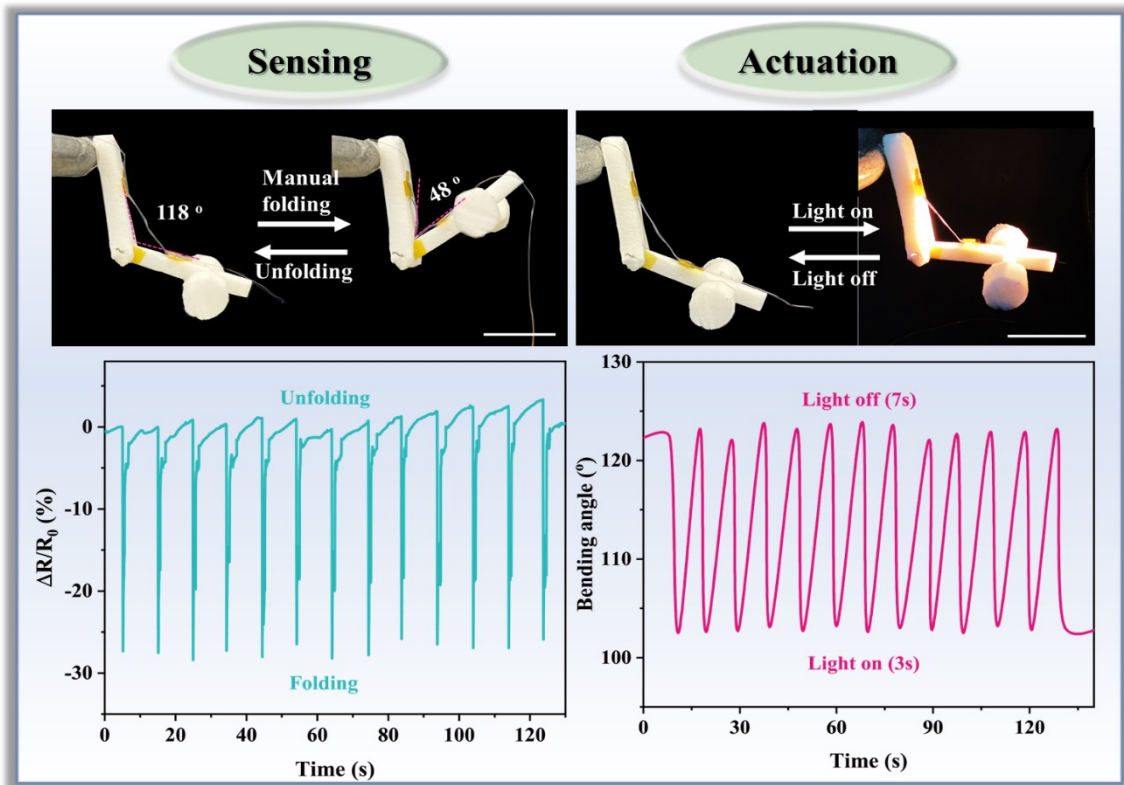 Sensing
Actuation
118 °
Manual
folding
Unfolding
48 °
Light on
Light off
Unfolding
Folding
0
-10
-20
-30
ΔR/R₀ (%)
0
20
40
60
80
100
120
Time (s)
Light off (7s)
Light on (3s)
130
120
110
100
Bending angle (º)
0
30
60
90
120
Time (s)